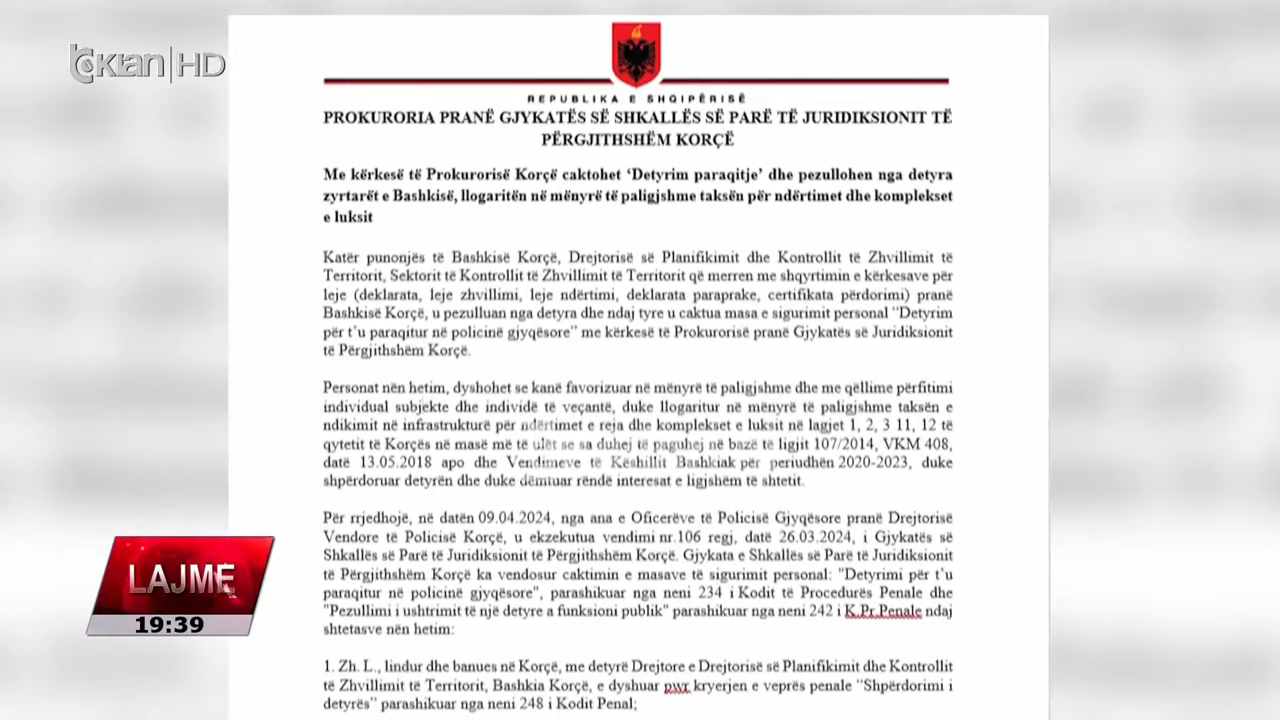 klan HD
REPUBLIKA E SHQIPËRISË
PROKURORIA PRANË GJYKATËS SË SHKALLËS SË PARË TË JURIDIKSIONIT TË
PËRGJITHSHËM KORÇË
Me kërkesë të Prokurorisë Korçë caktohet ‘Detyrim paraqitje’ dhe pezullohen nga detyra
zyrtarët e Bashkisë, llogaritën në mënyrë të paligjshme taksën për ndërtimet dhe komplekset
e luksit
Katër punonjës të Bashkisë Korçë, Drejtorisë së Planifikimit dhe Kontrollit të Zhvillimit të
Territorit, Sektorit të Kontrollit të Zhvillimit të Territorit që merren me shqyrtimin e kërkesave për
leje (deklarata, leje zhvillimi, leje ndërtimi, deklarata paraprake, certifikata përdorimi) pranë
Bashkisë Korçë, u pezulluan nga detyra dhe ndaj tyre u caktua masa e sigurimit personal "Detyrim
për t’u paraqitur në policinë gjyqësore" me kërkesë të Prokurorisë pranë Gjykatës së Juridiksionit
të Përgjithshëm Korçë.
Personat nën hetim, dyshohet se kanë favorizuar në mënyrë të paligjshme dhe me qëllime përfitimi
individual subjekte dhe individë të veçantë, duke llogaritur në mënyrë të paligjshme taksën e
ndikimit në infrastrukturë për ndërtimet e reja dhe komplekset e luksit në lagjet 1, 2, 3 11, 12 të
qytetit të Korçës në masë më të ulët se sa duhej të paguhej në bazë të ligjit 107/2014, VKM 408,
datë 13.05.2018 apo dhe Vendimeve të Këshillit Bashkiak për periudhën 2020-2023, duke
shpërdoruar detyrën dhe duke dëmtuar rëndë interesat e ligjshëm të shtetit.
Për rrjedhojë, në datën 09.04.2024, nga ana e Oficerëve të Policisë Gjyqësore pranë Drejtorisë
Vendore të Policisë Korçë, u ekzekutua vendimi nr.106 regj, datë 26.03.2024, i Gjykatës së
Shkallës së Parë të Juridiksionit të Përgjithshëm Korçë. Gjykata e Shkallës së Parë të Juridiksionit
të Përgjithshëm Korçë ka vendosur caktimin e masave të sigurimit personal: "Detyrimi për t’u
paraqitur në policinë gjyqësore", parashikuar nga neni 234 i Kodit të Procedurës Penale dhe
"Pezullimi i ushtrimit të një detyre a funksioni publik" parashikuar nga neni 242 i K.Pr.Penale ndaj
shtetasve nën hetim:
1. Zh. L., lindur dhe banues në Korçë, me detyrë Drejtore e Drejtorisë së Planifikimit dhe Kontrollit
të Zhvillimit të Territorit, Bashkia Korçë, e dyshuar pwr kryerjen e veprës penale "Shpërdorimi i
detyrës" parashikuar nga neni 248 i Kodit Penal;
LAJME
19:39